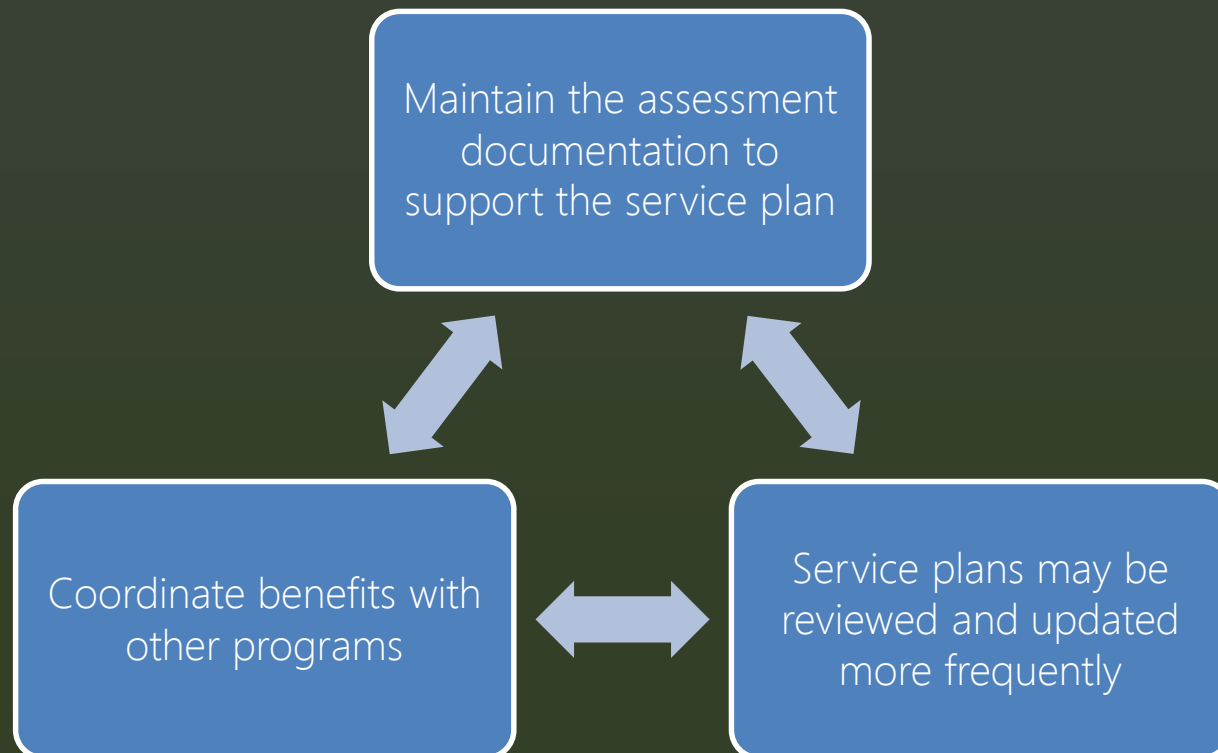 Maintain the assessment
documentation to
support the service plan
Coordinate benefits with
other programs
Service plans may be
reviewed and updated
more frequently